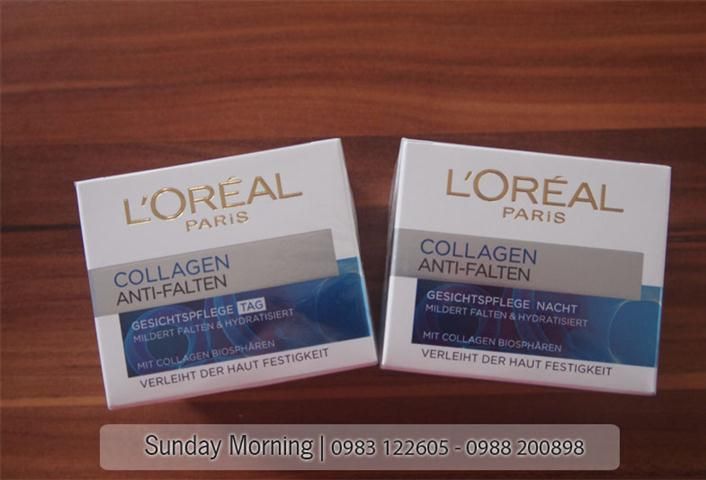 L'ORÉAL
PARIS
COLLAGEN
ANTI-FALTEN
GESICHTSPFLEGE TAG
MILDERT FALTEN & HYDRATISIERT
MIT COLLAGEN BIOSPHÄREN
VERLEIHT DER HAUT FESTIGKEIT
L'ORÉAL
PARIS
COLLAGEN
ANTI-FALTEN
GESICHTSPFLEGE NACHT
MILDERT FALTEN & HYDRATISIERT
MIT COLLAGEN BIOSPHÄREN
VERLEIHT DER HAUT FESTIGKEIT
Sunday Morning | 0983 122605 - 0988 200898